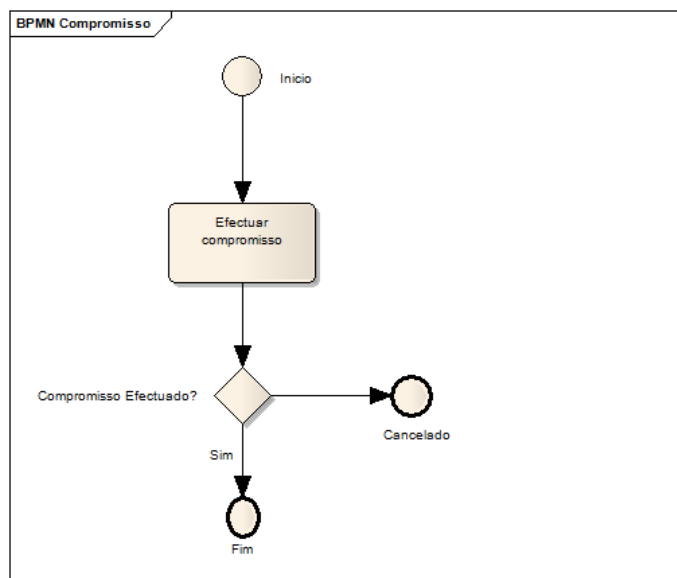 BPMN Compromisso
Inicio
Efectuar
compromisso
Compromisso Efectuado?
Cancelado
Sim
Fim